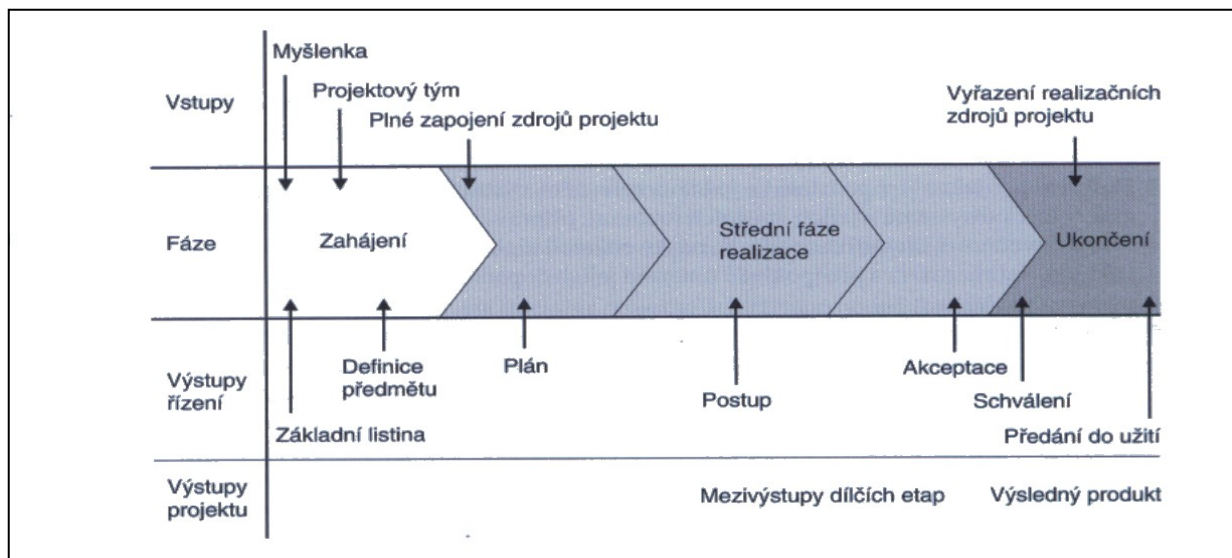 Vstupy
Myšlenka
Projektový tým
Plné zapojení zdrojů projektu
Vyřazení realizačních
zdrojů projektu
Fáze
Zahájení
Střední fáze
realizace
Ukončení
Výstupy
řízení
Základní listina
Definice
předmětu
Plán
Postup
Akceptace
Schválení
Předání do užití
Výstupy
projektu
Mezivýstupy dílčích etap
Výsledný produkt